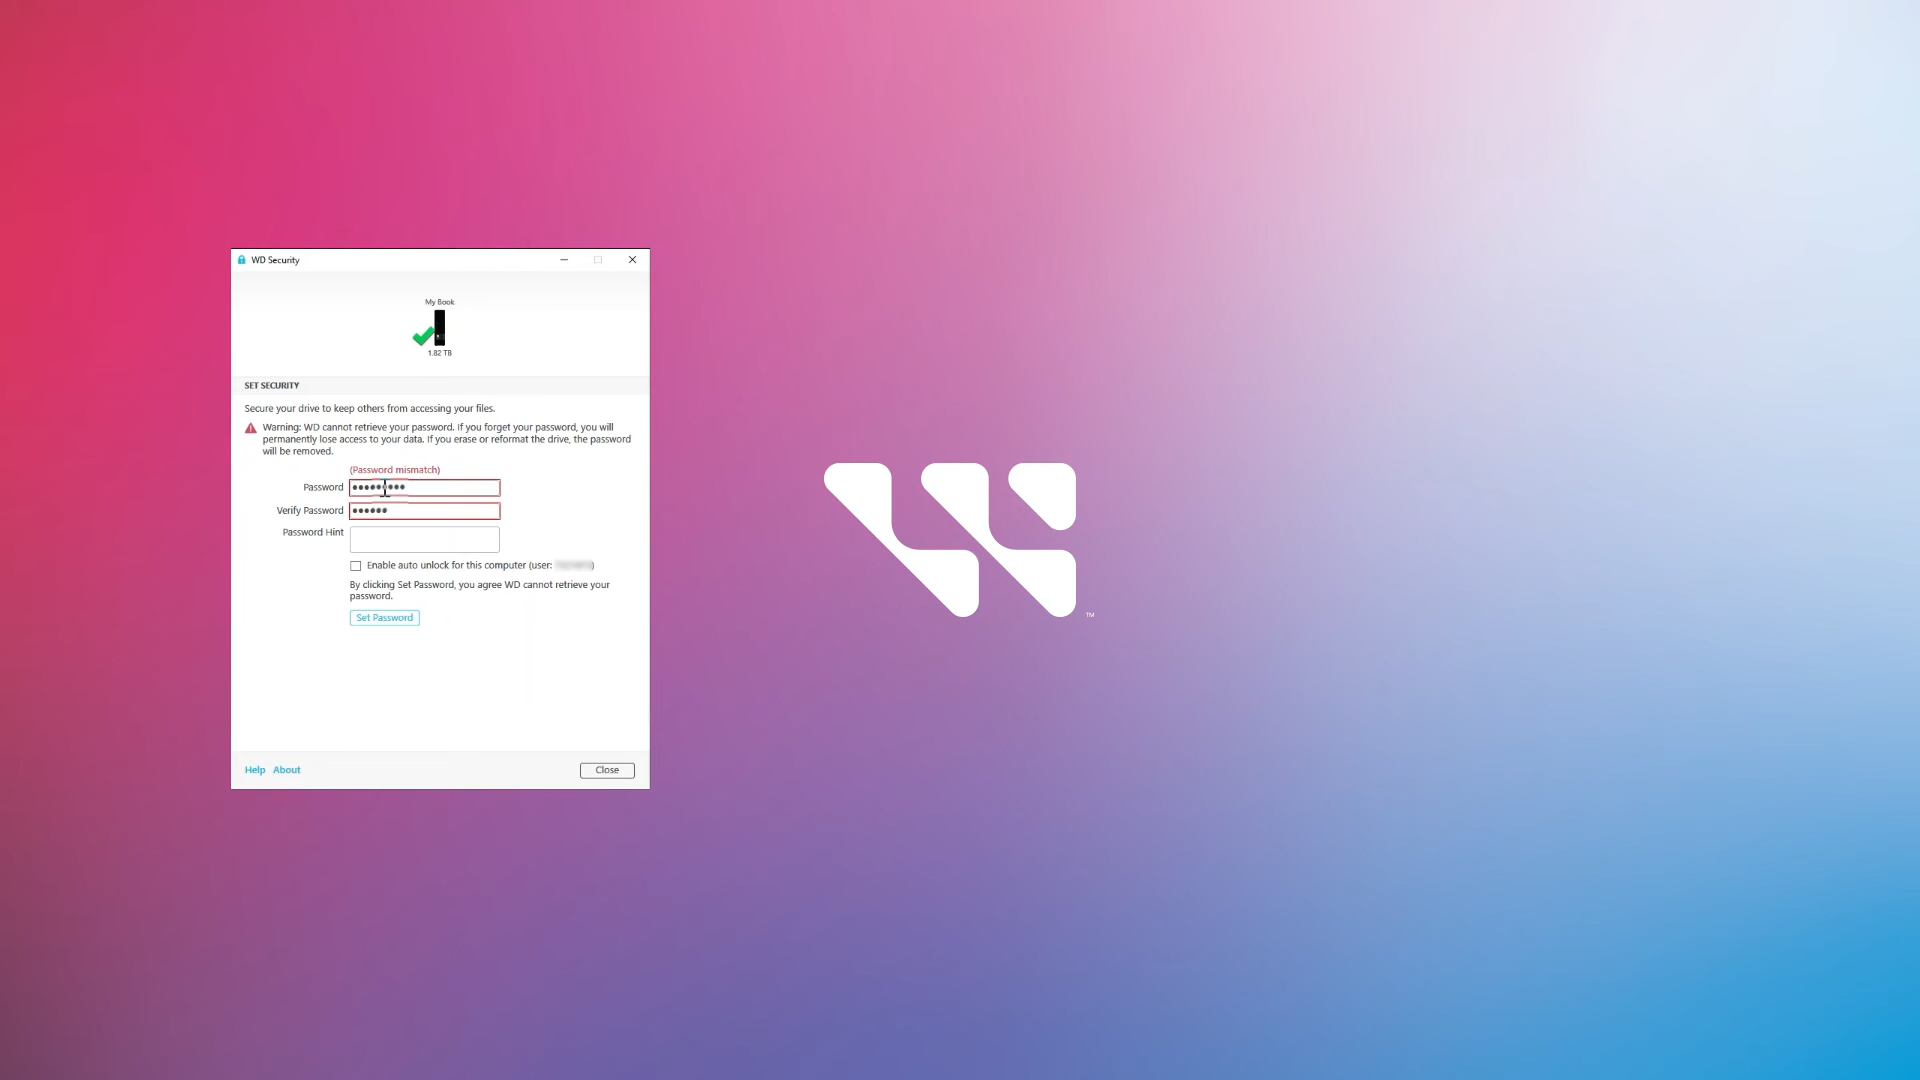 WD Security
My Book
1.82 TB
SET SECURITY
Secure your drive to keep others from accessing your files.
Warning: WD cannot retrieve your password. If you forget your password, you will
permanently lose access to your data. If you erase or reformat the drive, the password
will be removed.
(Password mismatch)
Password
Verify Password
Password Hint
Enable auto unlock for this computer (user: )
By clicking Set Password, you agree WD cannot retrieve your
password.
Set Password
Help About
Close
TM